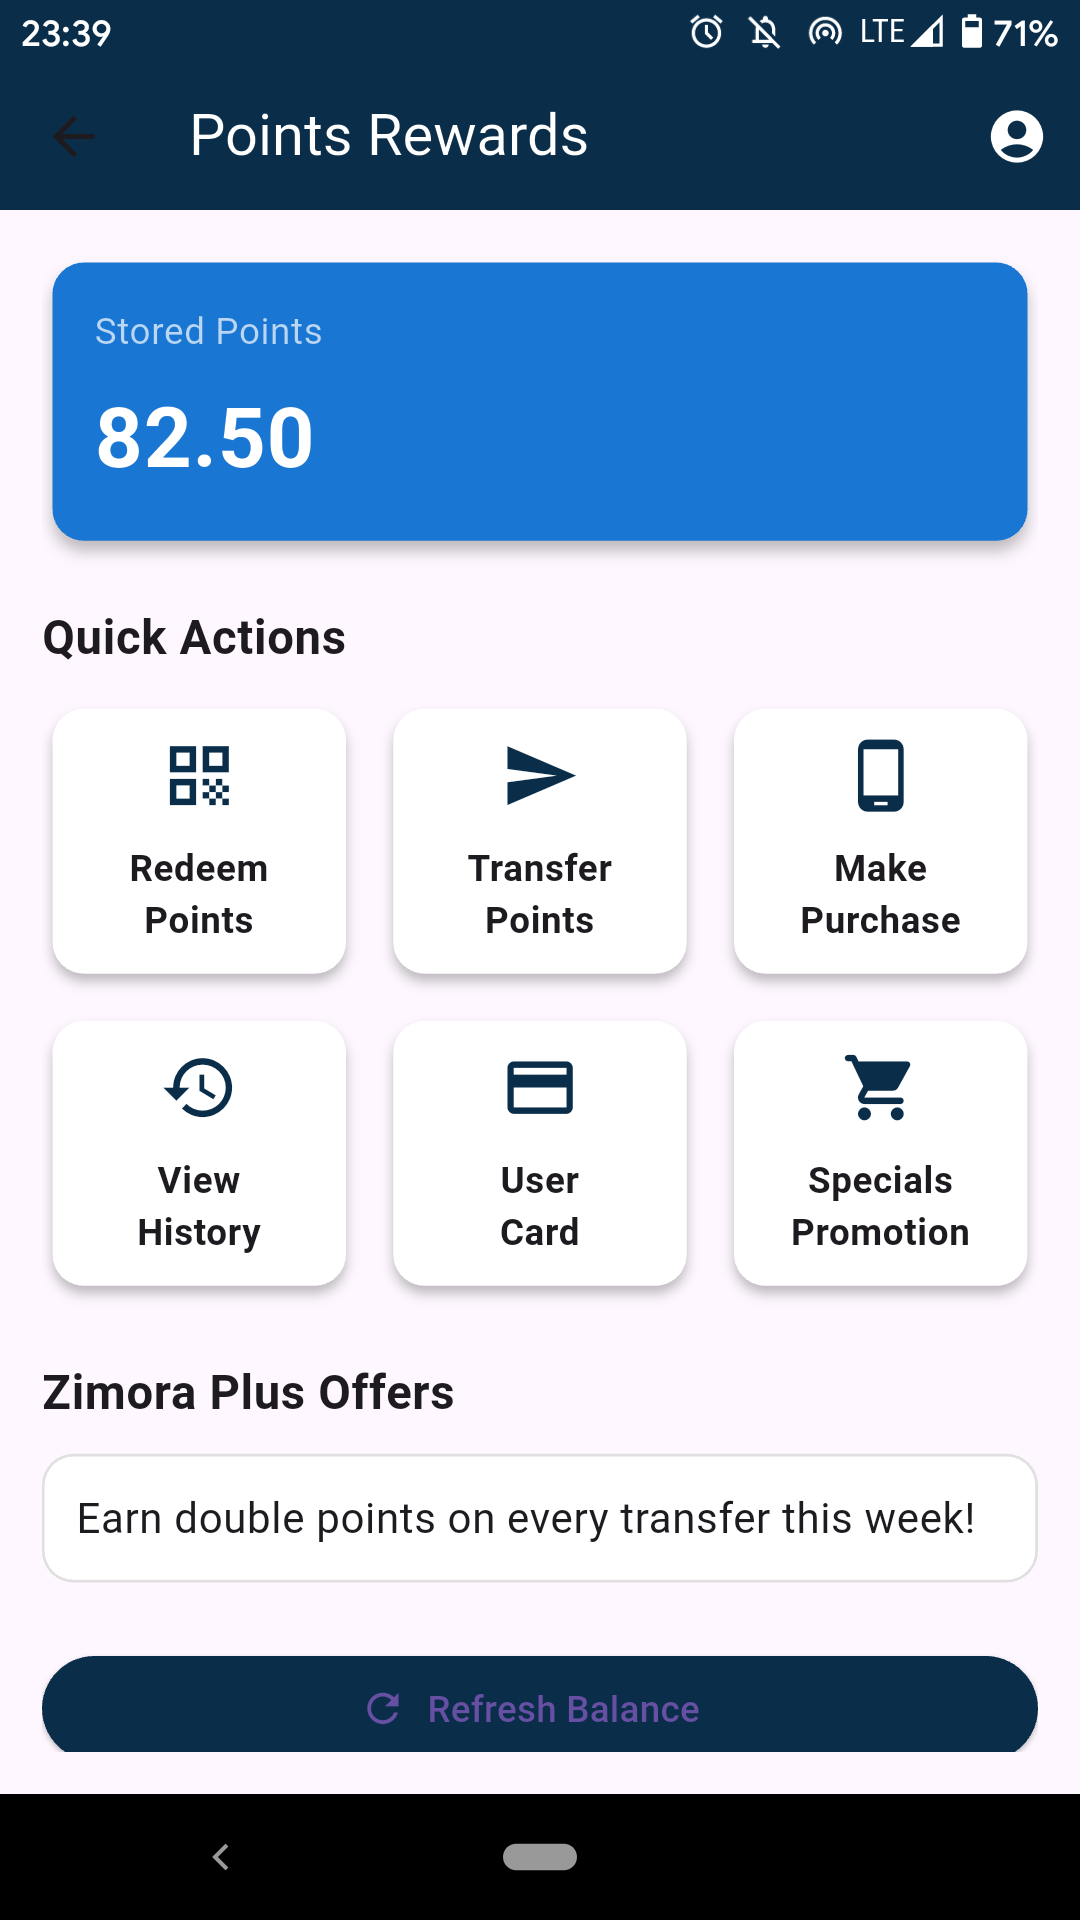 23:39
LTE 71%
Points Rewards
Stored Points
82.50
Quick Actions
Redeem
Points
Transfer
Points
Make
Purchase
View
History
User
Card
Specials
Promotion
Zimora Plus Offers
Earn double points on every transfer this week!
Refresh Balance